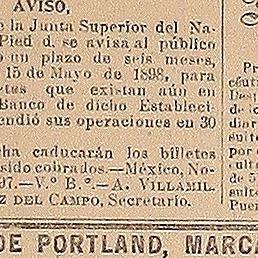 AVISO.
e la Junta Superior del Na-
Pied d. se avisa al público
o un plazo de seis meses,
15 de Mayo de 1898, para
etes que existan aún en
Banco de dicho Estableci-
endió sus operaciones en 30
ha caducarán los billetes
sido cobrados.—México, No-
97.—V.° B.°—A. VILLAMIL.
Z DEL CAMPO, Secretario.
DE PORTLAND, MARCA